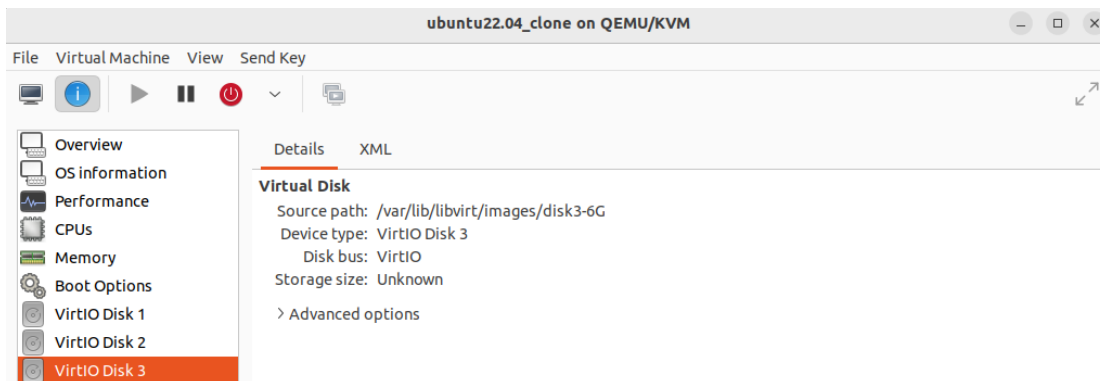 ubuntu22.04_clone on QEMU/KVM
File Virtual Machine View Send Key
Overview
OS information
Performance
CPUs
Memory
Boot Options
VirtIO Disk 1
VirtIO Disk 2
VirtIO Disk 3
Details XML
Virtual Disk
Source path: /var/lib/libvirt/images/disk3-6G
Device type: VirtIO Disk 3
Disk bus: VirtIO
Storage size: Unknown
Advanced options